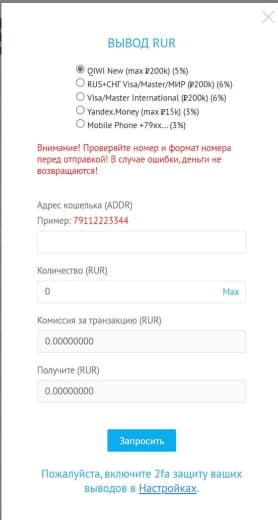 ВЫВОД RUR
QIWI New (max ₽200k) (5%)
RUS+СНГ Visa/Master/МИР (₽200k) (6%)
Visa/Master International (₽200k) (6%)
Yandex.Money (max ₽15k) (3%)
Mobile Phone +79xx... (3%)
Внимание! Проверяйте номер и формат номера
перед отправкой! В случае ошибки,деньги не
возвращаются!
Адрес кошелька (ADDR)
Пример: 79112223344
Количество (RUR)
0 Max
Комиссия за транзакцию (RUR)
0.00000000
Получите (RUR)
0.00000000
Запросить
Пожалуйста, включите 2fa защиту ваших
выводов в Настройках.